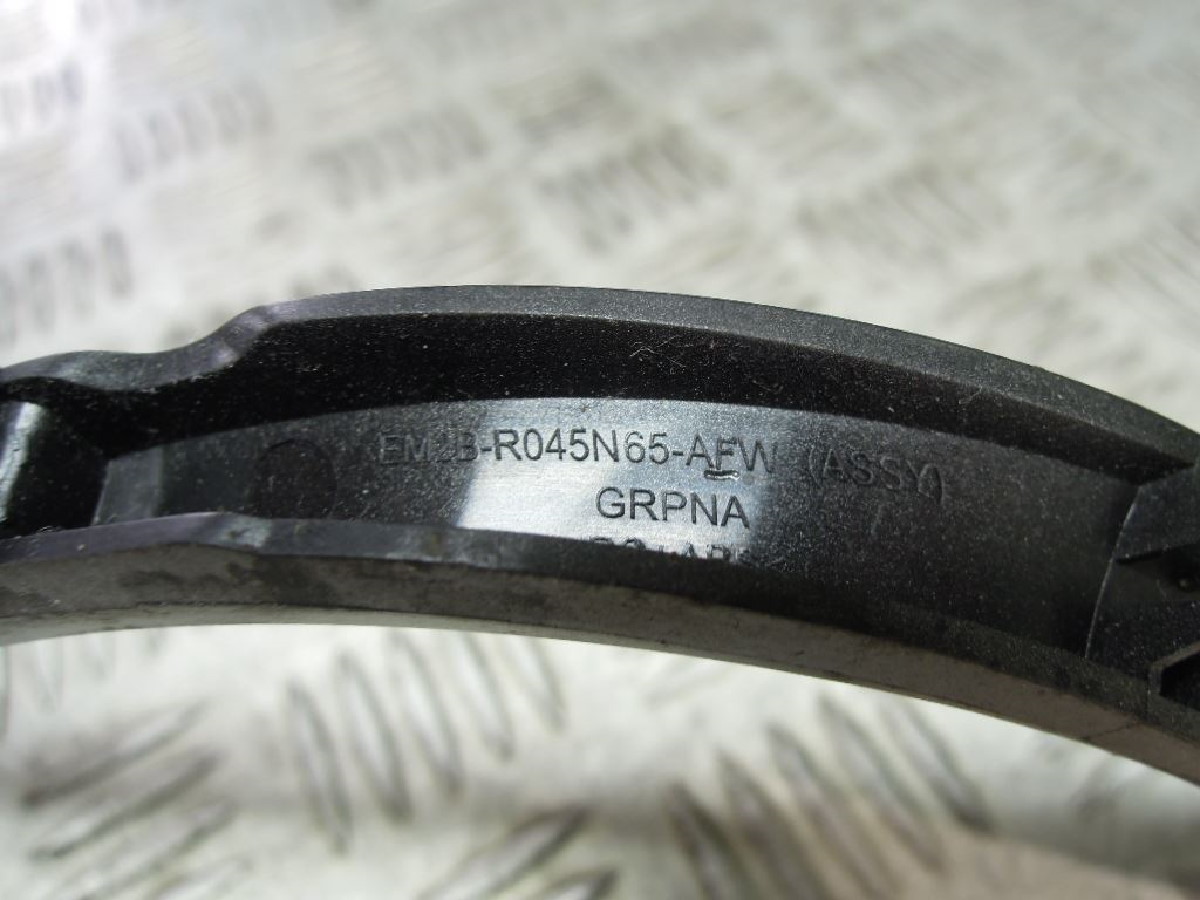 EM2B-R045N65-AFW (ASSY)
GRPNA